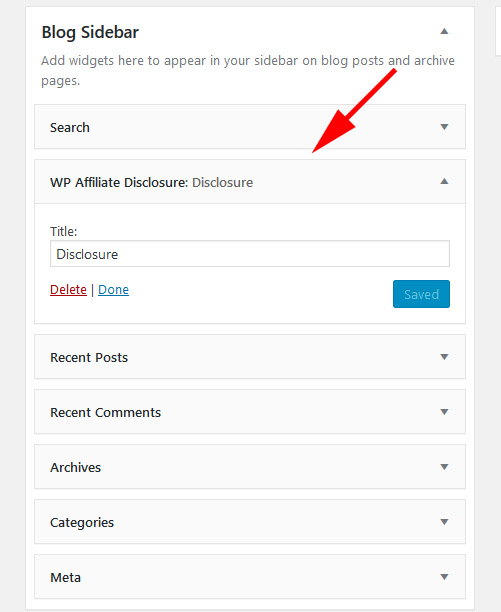 Blog Sidebar
Add widgets here to appear in your sidebar on blog posts and archive
pages.
Search
WP Affiliate Disclosure: Disclosure
Title:
Disclosure
Delete | Done
Saved
Recent Posts
Recent Comments
Archives
Categories
Meta